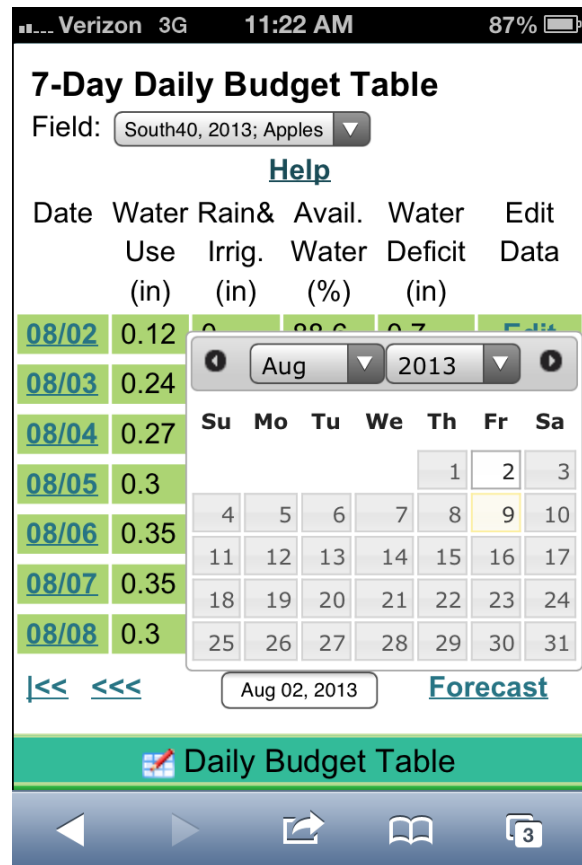 Verizon 3G 11:22 AM 87%
7-Day Daily Budget Table
Field: South40, 2013; Apples
Help
Date Water Rain& Avail. Water Edit
Use Irrig. Water Deficit Data
(in) (in) (%) (in)
08/02 0.12
08/03 0.24
08/04 0.27
08/05 0.3
08/06 0.35
08/07 0.35
08/08 0.3
Aug 2013
Su Mo Tu We Th Fr Sa
1 2 3
4 5 6 7 8 9 10
11 12 13 14 15 16 17
18 19 20 21 22 23 24
25 26 27 28 29 30 31
|<< <<< Aug 02, 2013 Forecast
Daily Budget Table
3